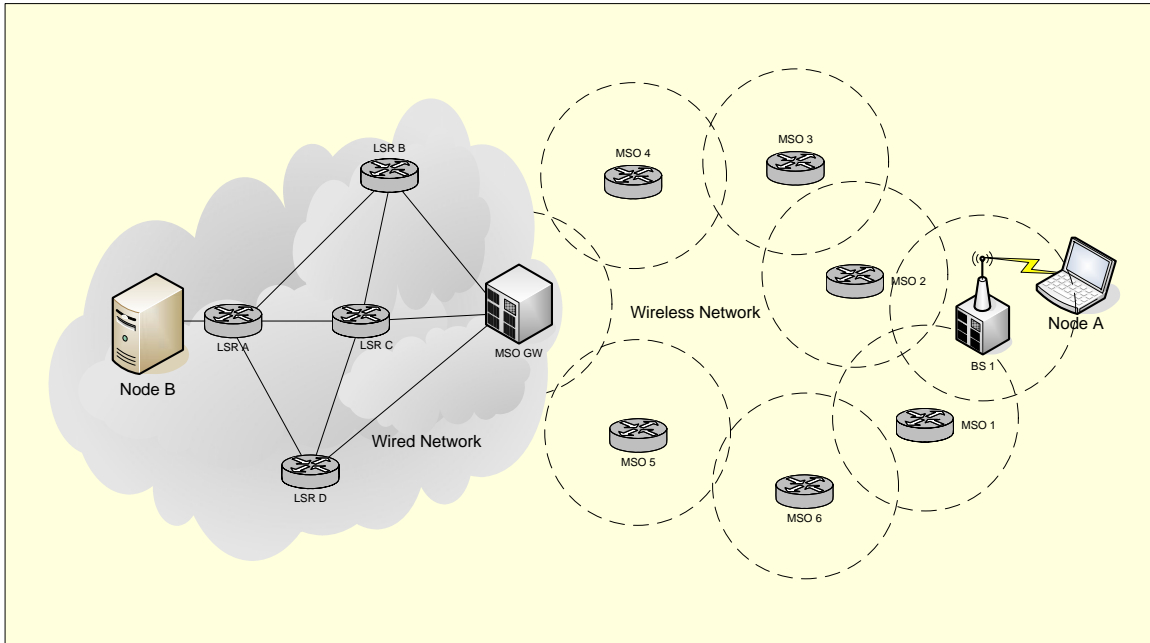 LSR B
MSO 4
MSO 3
MSO 2
Wireless Network
Node A
LSR A
LSR C
MSO GW
BS 1
Node B
MSO 1
Wired Network
MSO 5
LSR D
MSO 6